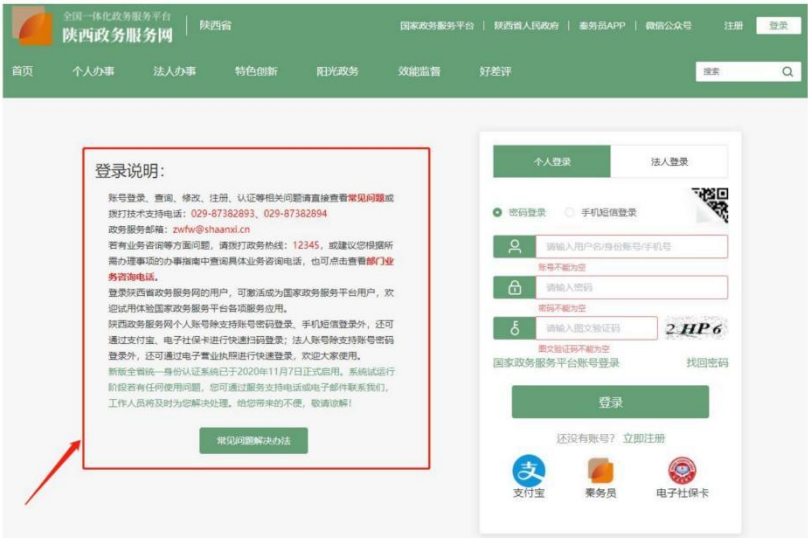 全国一体化政务服务平台
陕西政务服务网
陕西省
国家政务服务平台 | 陕西省人民政府 | 秦务员APP | 微信公众号
注册
登录
首页 个人办事 法人办事 特色创新 阳光政务 效能监督 好差评
搜索
登录说明：
账号登录、查询、修改、注册、认证等相关问题请直接查看常见问题或
拨打技术支持电话：029-87382893、029-87382894
政务服务邮箱：zwfw@shaanxi.cn
若有业务咨询等方面问题，请拨打政务热线：12345，或建议您根据所
需办理事项的办事指南中查询具体业务咨询电话，也可点击查看部门业
务咨询电话。
登录陕西省政务服务网的用户，可激活成为国家政务服务平台用户，欢
迎试用体验国家政务服务平台各项服务应用。
陕西政务服务网个人账号除支持账号密码登录、手机短信登录外，还可
通过支付宝、电子社保卡进行快速扫码登录；法人账号除支持账号密码
登录外，还可通过电子营业执照进行快速登录，欢迎大家使用。
新版全省统一身份认证系统已于2020年11月7日正式启用。系统试运行
阶段若有任何使用问题，您可通过服务支持电话或电子邮件联系我们，
工作人员将及时为您解决处理。给您带来的不便，敬请谅解！
常见问题解决办法
个人登录 法人登录
密码登录 手机短信登录
请输入用户名/身份账号/手机号
账号不能为空
请输入密码
密码不能为空
请输入图文验证码
2HP6
图文验证码不能为空
国家政务服务平台账号登录 找回密码
登录
还没有账号？ 立即注册
支付宝 秦务员 电子社保卡